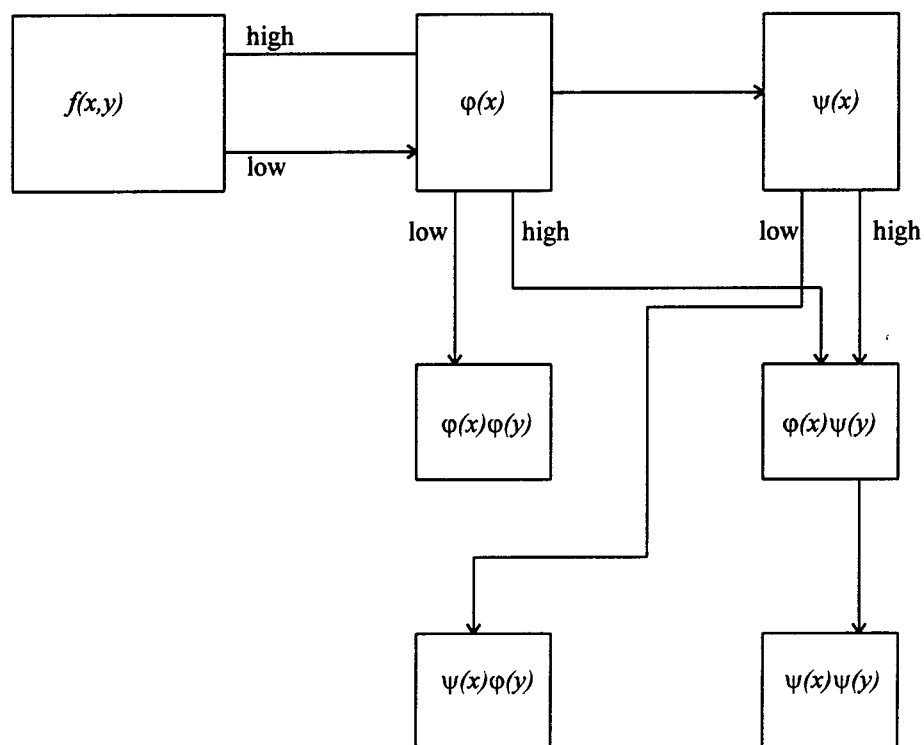 high
f(x,y)
φ(x)
ψ(x)
low
low
high
low
high
φ(x)φ(y)
φ(x)ψ(y)
ψ(x)φ(y)
ψ(x)ψ(y)